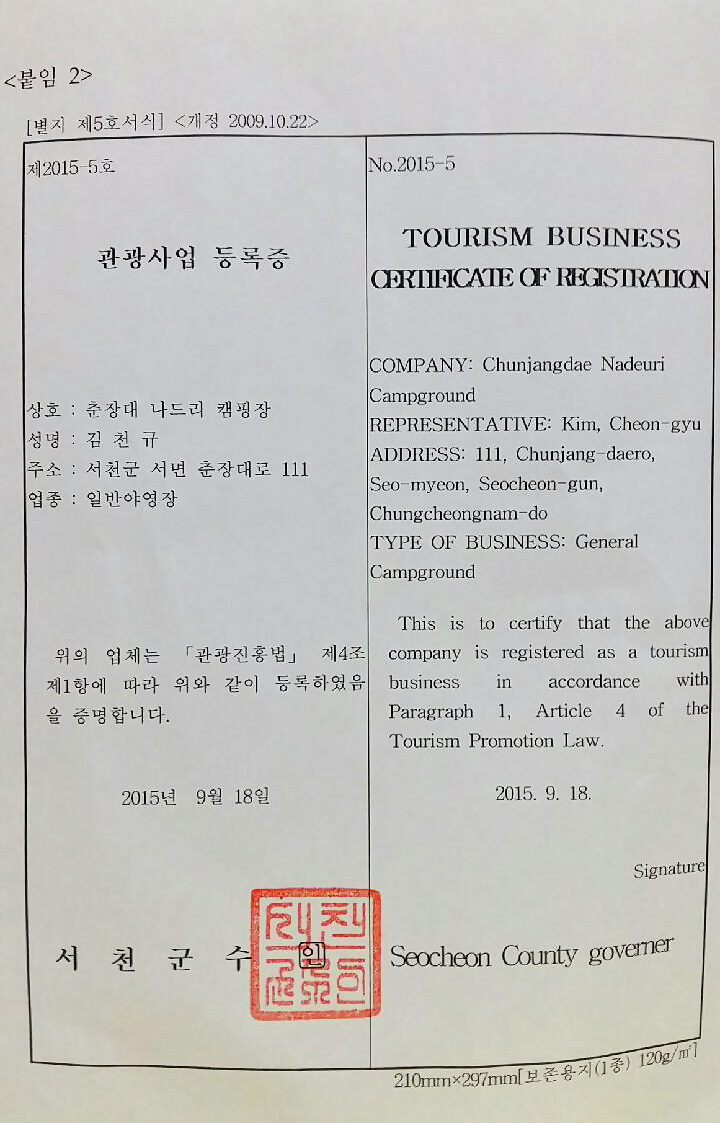 <붙임 2>
[별지 제5호서식] <개정 2009.10.22>
제2015-5호
관광사업 등록증
상호 : 춘장대 나드리 캠핑장
성명 : 김 천 규
주소 : 서천군 서면 춘장대로 111
업종 : 일반야영장
위의 업체는 「관광진흥법」 제4조
제1항에 따라 위와 같이 등록하였음
을 증명합니다.
2015년 9월 18일
서 천 군 수 인
No.2015-5
TOURISM BUSINESS
CERTIFICATE OF REGISTRATION
COMPANY: Chunjangdae Nadeuri
Campground
REPRESENTATIVE: Kim, Cheon-gyu
ADDRESS: 111, Chunjang-daero,
Seo-myeon, Seocheon-gun,
Chungcheongnam-do
TYPE OF BUSINESS: General
Campground
This is to certify that the above
company is registered as a tourism
business in accordance with
Paragraph 1, Article 4 of the
Tourism Promotion Law.
2015. 9. 18.
Signature
Seocheon County governer
210mm×297mm[보존용지(1종) 120g/㎡]